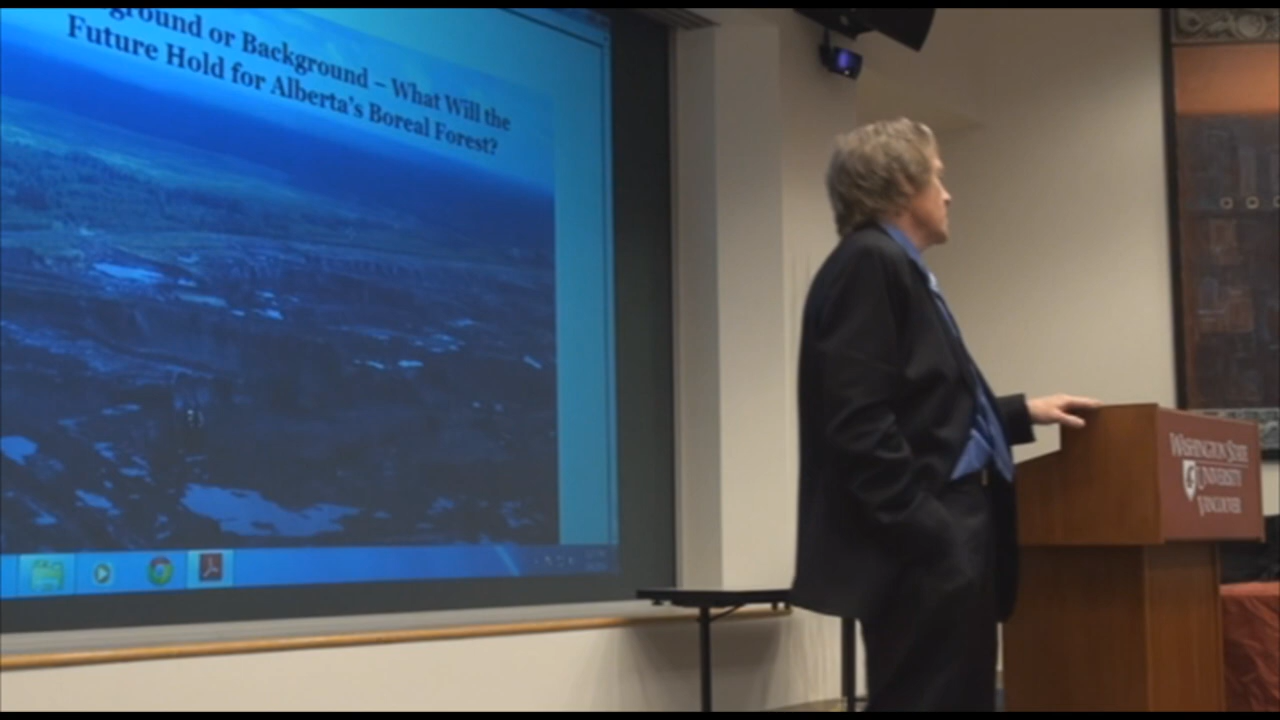 ground or Background – What Will the
Future Hold for Alberta's Boreal Forest?
WASHINGTON STATE
UNIVERSITY
VANCOUVER